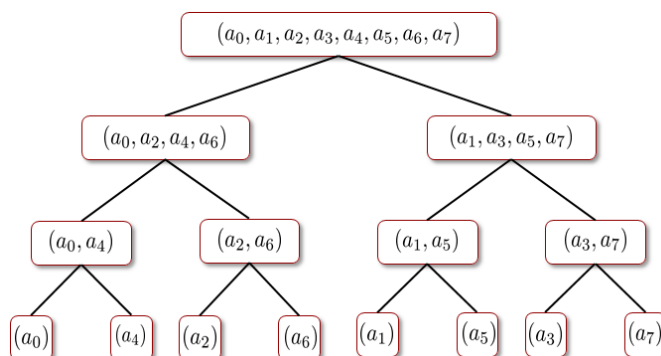 (a₀, a₁, a₂, a₃, a₄, a₅, a₆, a₇)
(a₀, a₂, a₄, a₆) (a₁, a₃, a₅, a₇)
(a₀, a₄) (a₂, a₆) (a₁, a₅) (a₃, a₇)
(a₀) (a₄) (a₂) (a₆) (a₁) (a₅) (a₃) (a₇)